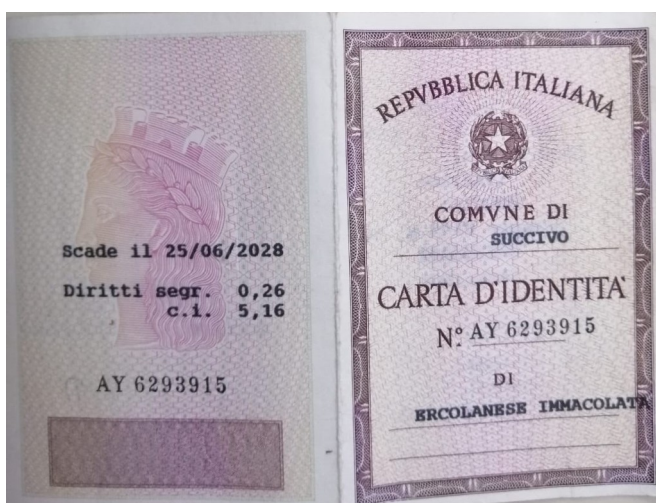 Scade il 25/06/2028
Diritti segr. 0,26
c.i. 5,16
AY 6293915
REPVBBLICA ITALIANA
COMVNE DI
SUCCIVO
CARTA D'IDENTITA'
Nº AY 6293915
DI
ERCOLANESE IMMACOLATA